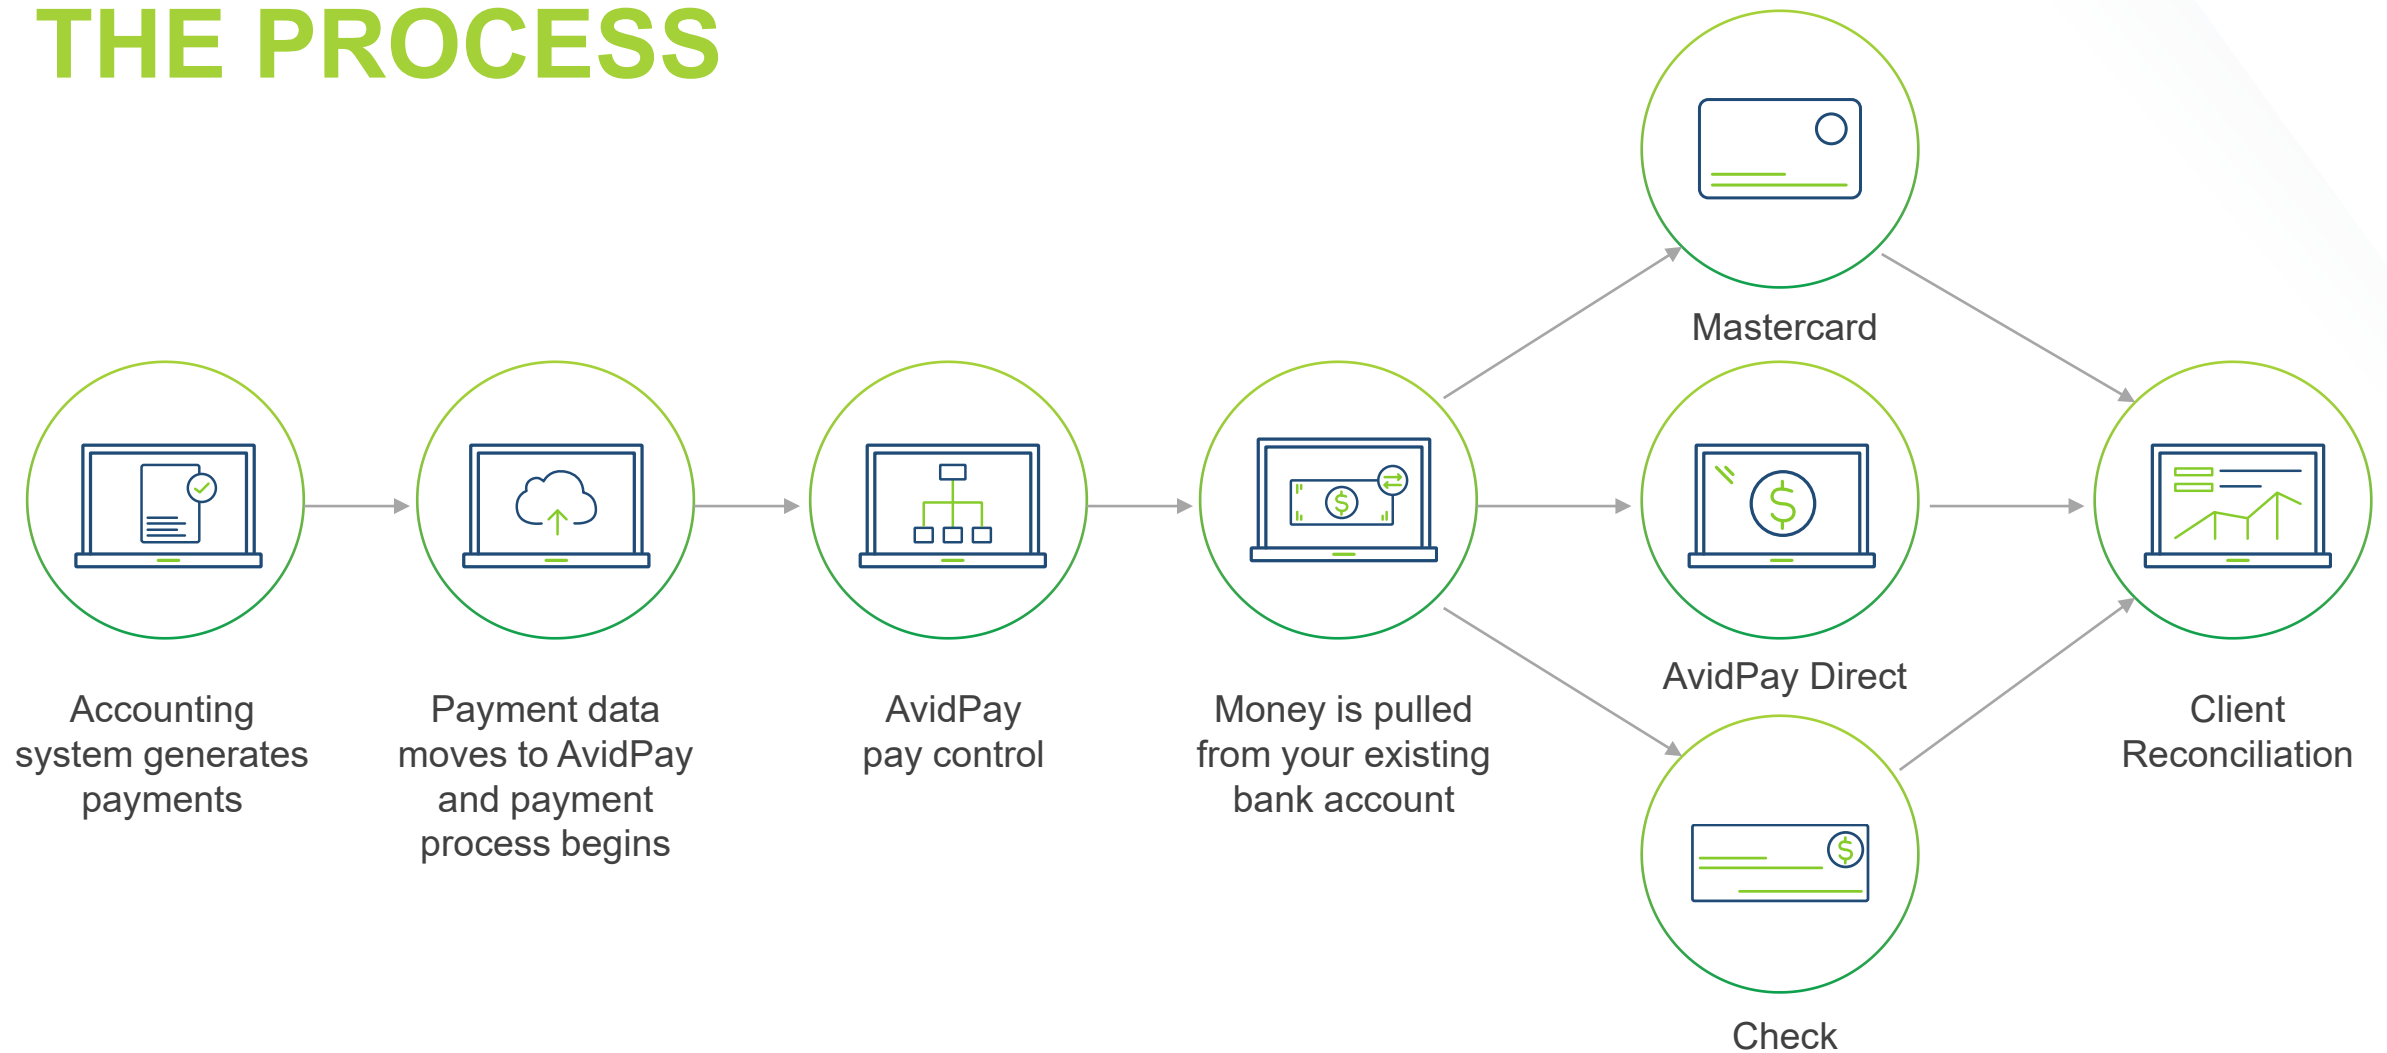 THE PROCESS
Accounting
system generates
payments
Payment data
moves to AvidPay
and payment
process begins
AvidPay
pay control
Money is pulled
from your existing
bank account
Mastercard
AvidPay Direct
Check
Client
Reconciliation